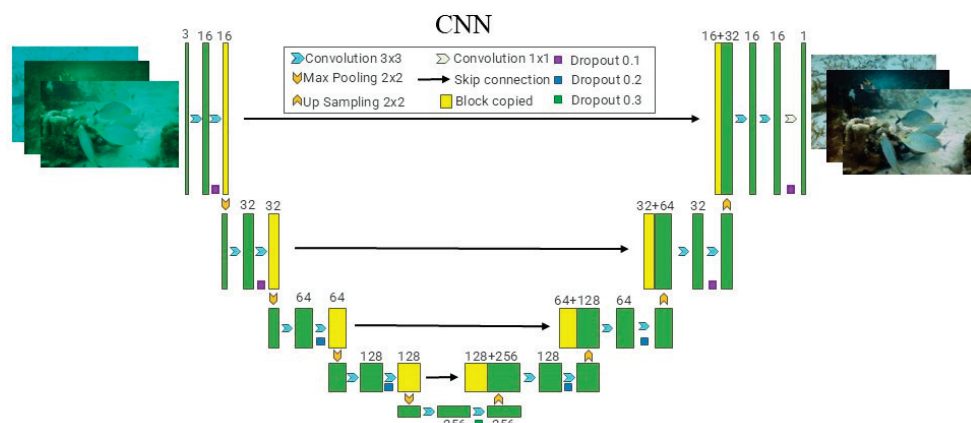 CNN
Convolution 3x3
Convolution 1x1
Dropout 0.1
Max Pooling 2x2
Skip connection
Dropout 0.2
Up Sampling 2x2
Block copied
Dropout 0.3
3 16 16
16+32 16 16 1
32 32
32+64 32
64 64
64+128 64
128 128
128+256 128
256 256